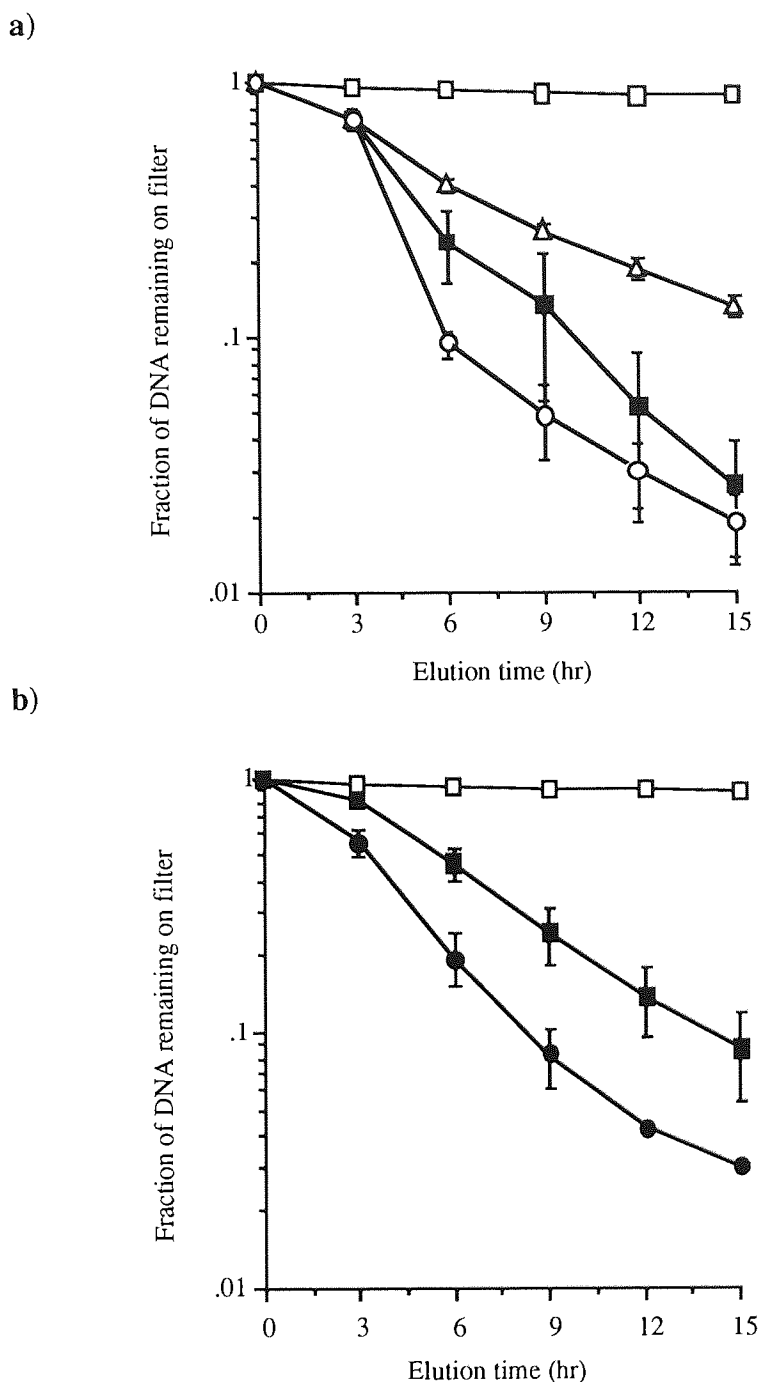 a)
1
.1
.01
Fraction of DNA remaining on filter
0 3 6 9 12 15
Elution time (hr)
b)
1
.1
.01
Fraction of DNA remaining on filter
0 3 6 9 12 15
Elution time (hr)